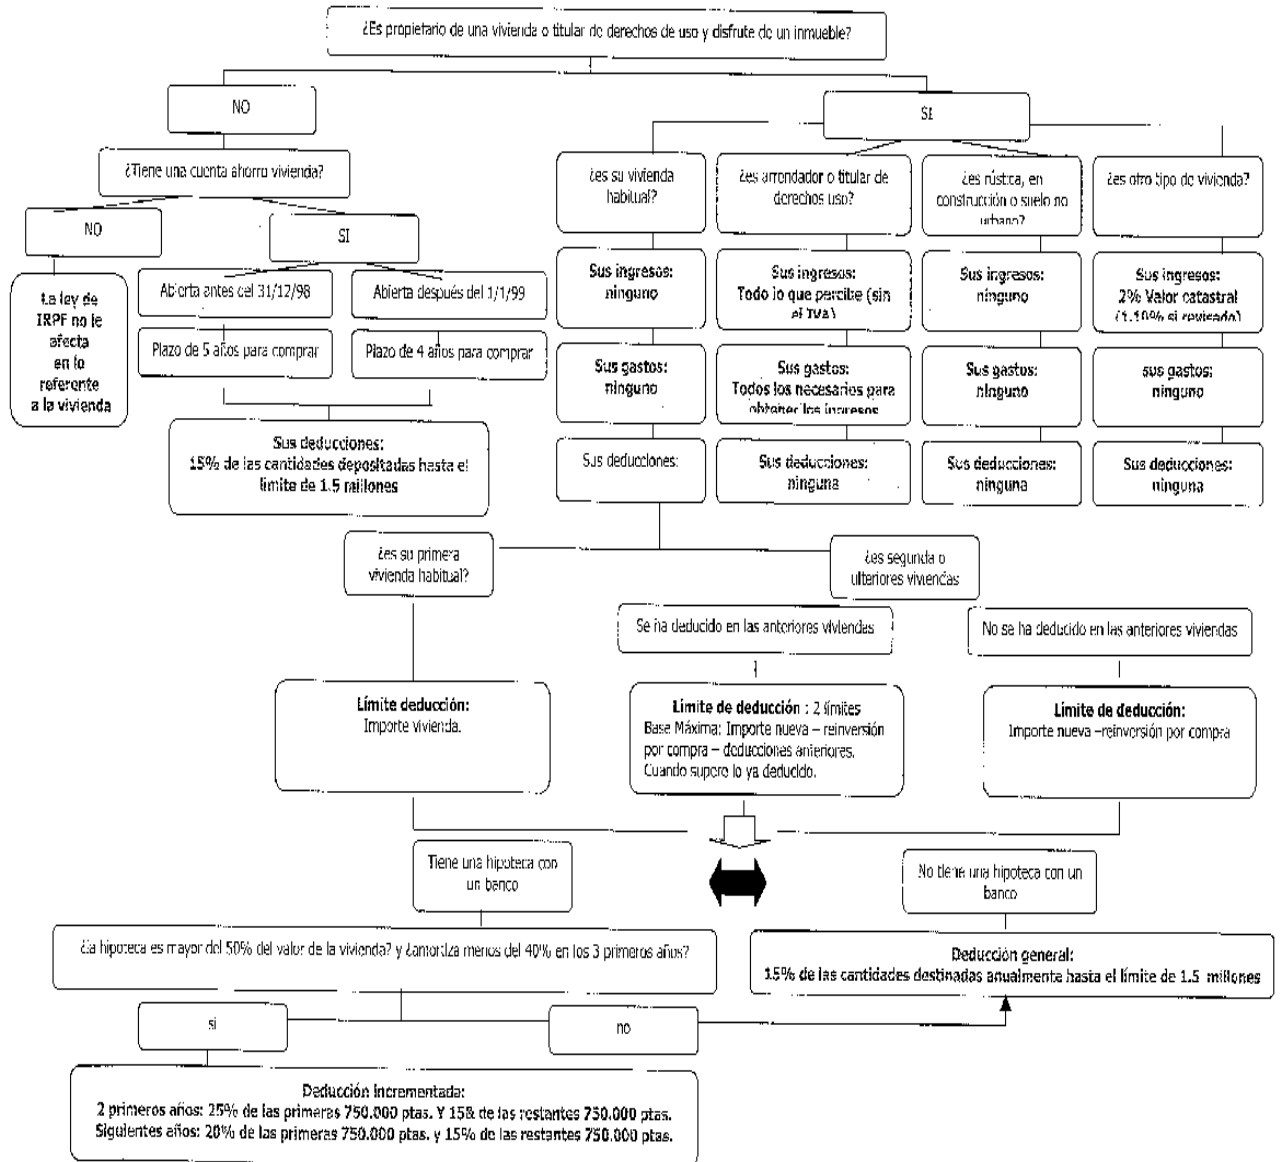 ¿Es propietario de una vivienda o titular de derechos de uso y disfrute de un inmueble?
NO
SI
¿Tiene una cuenta ahorro vivienda?
NO
SI
La ley de
IRPF no le
afecta
en lo
referente
a la vivienda
Abierta antes del 31/12/98
Abierta después del 1/1/99
Plazo de 5 años para comprar
Plazo de 4 años para comprar
Sus deducciones:
15% de las cantidades depositadas hasta el
límite de 1.5 millones
¿es su vivienda
habitual?
Sus ingresos:
ninguno
Sus gastos:
ninguno
Sus deducciones:
¿es arrendador o titular de
derechos uso?
Sus ingresos:
Todo lo que percibe (sin
el IVA)
Sus gastos:
Todos los necesarios para
obtener los ingresos
Sus deducciones:
ninguna
¿es rústica, en
construcción o suelo no
urbano?
Sus ingresos:
ninguno
Sus gastos:
ninguno
Sus deducciones:
ninguna
¿es otro tipo de vivienda?
Sus ingresos:
2% Valor catastral
(1.10% si revisado)
sus gastos:
ninguno
Sus deducciones:
ninguna
¿es su primera
vivienda habitual?
¿es segunda o
ulteriores viviendas
Se ha deducido en las anteriores viviendas
No se ha deducido en las anteriores viviendas
Límite deducción:
Importe vivienda.
Límite de deducción : 2 límites
Base Máxima: Importe nueva – reinversión
por compra – deducciones anteriores.
Cuando supere lo ya deducido.
Límite de deducción:
Importe nueva –reinversión por compra
Tiene una hipoteca con
un banco
No tiene una hipoteca con un
banco
¿la hipoteca es mayor del 50% del valor de la vivienda? y ¿amortiza menos del 40% en los 3 primeros años?
Deducción general:
15% de las cantidades destinadas anualmente hasta el límite de 1.5 millones
si
no
Deducción incrementada:
2 primeros años: 25% de las primeras 750.000 ptas. Y 15% de las restantes 750.000 ptas.
Siguientes años: 20% de las primeras 750.000 ptas. y 15% de las restantes 750.000 ptas.